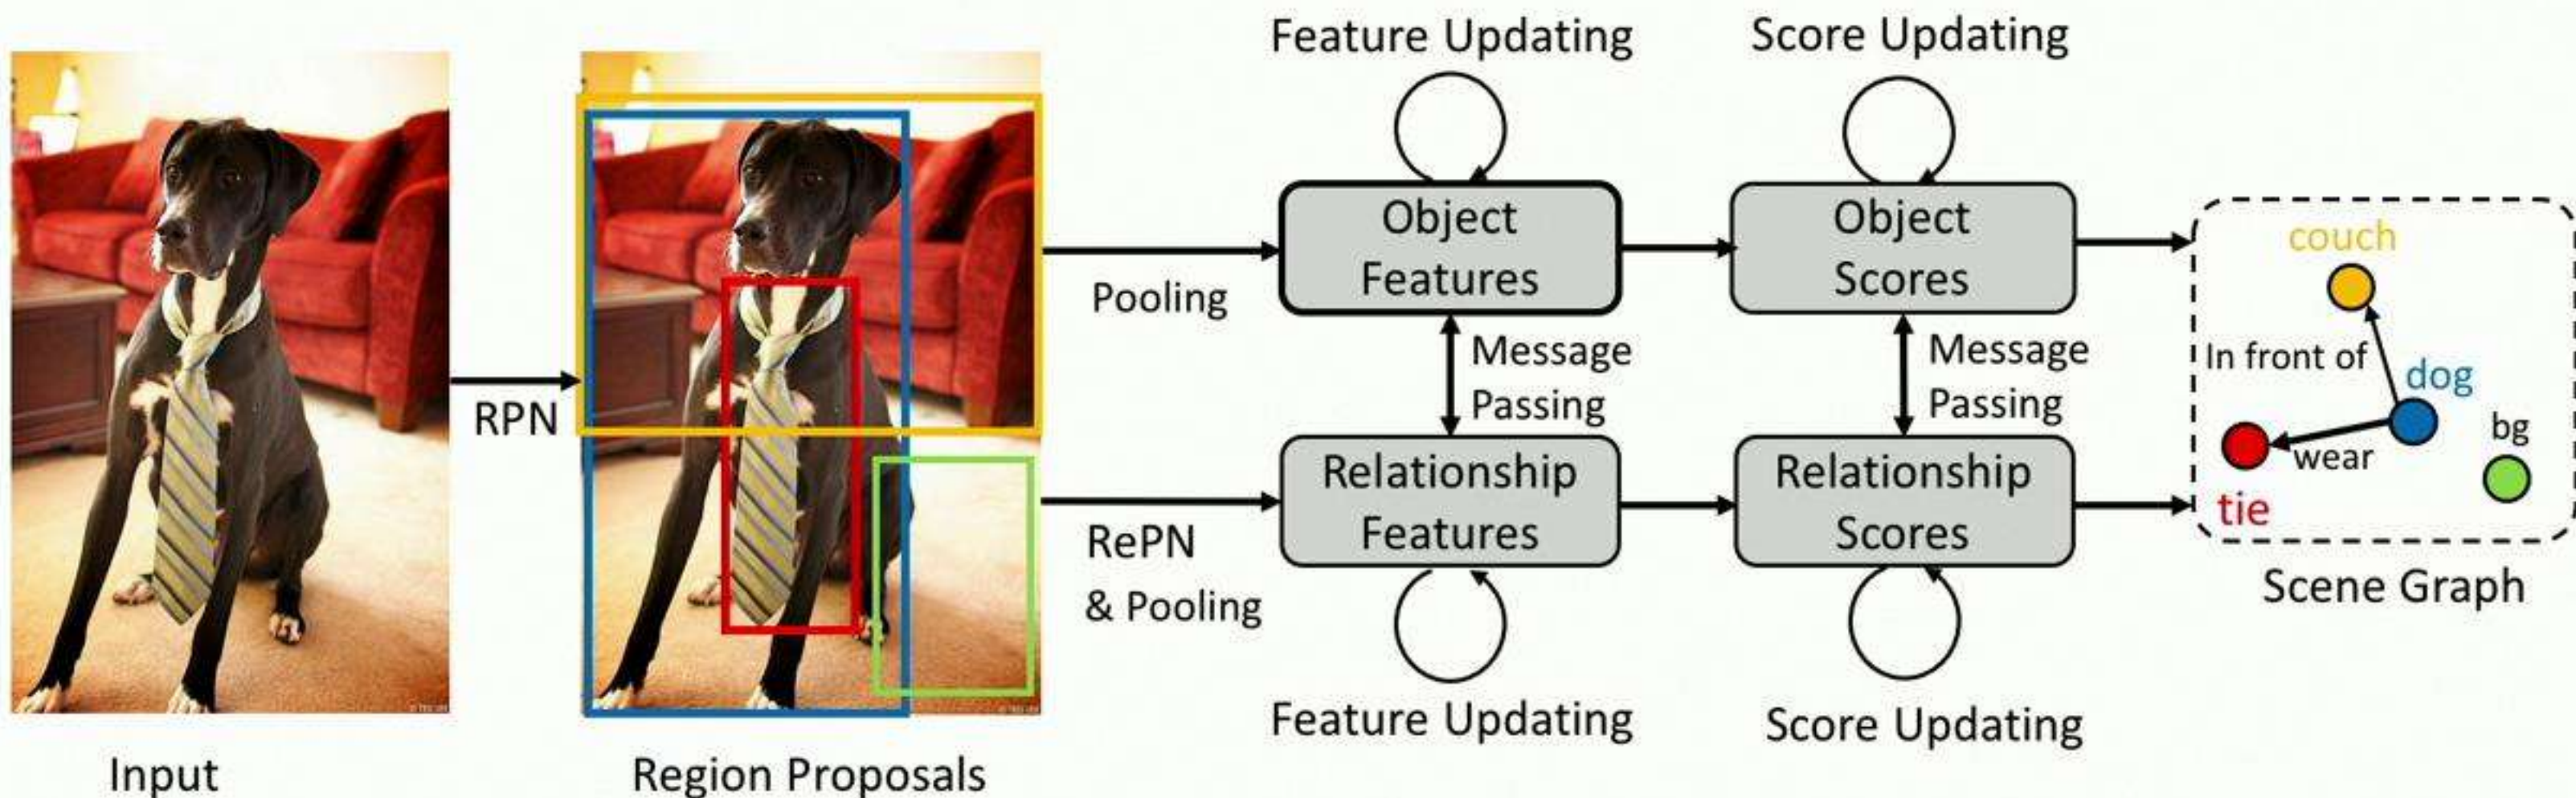 Feature Updating
Score Updating
RPN
Pooling
RePN
& Pooling
Object
Features
Object
Scores
Message
Passing
Message
Passing
Relationship
Features
Relationship
Scores
Feature Updating
Score Updating
couch
In front of
dog
bg
wear
tie
Scene Graph
Input
Region Proposals